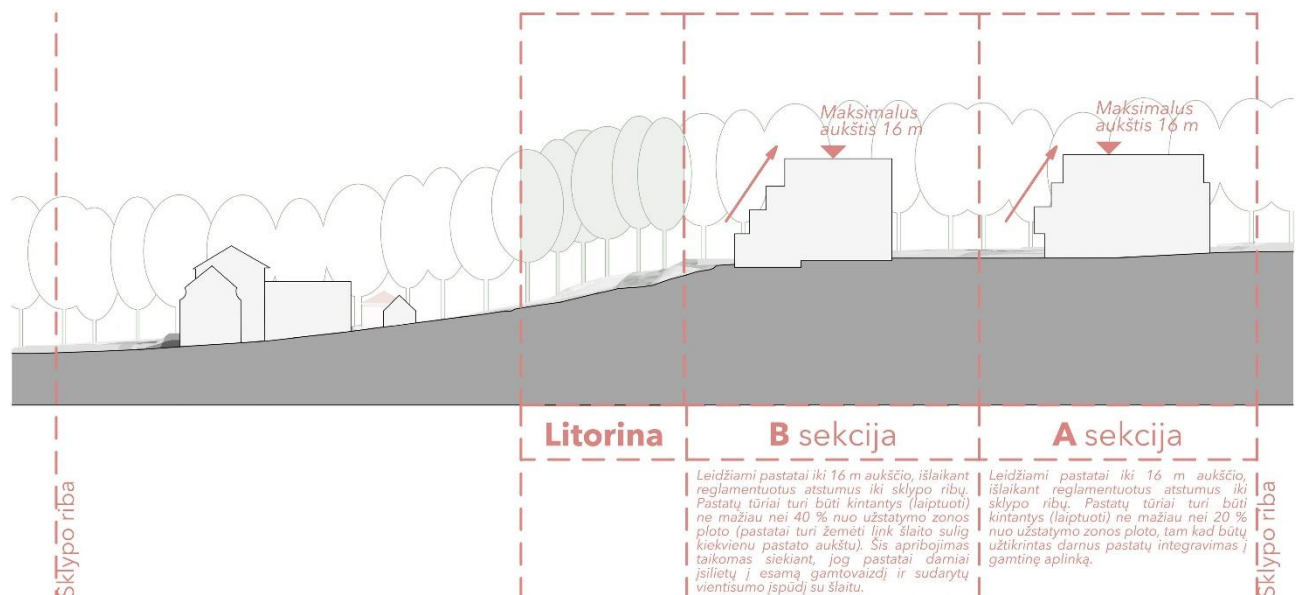 Maksimalus
aukštis 16 m
Maksimalus
aukštis 16 m
Litorina
B sekcija
A sekcija
Sklypo riba
Leidžiami pastatai iki 16 m aukščio, išlaikant
reglamentuotus atstumus iki sklypo ribų.
Pastatų tūriai turi būti kintantys (laiptuoti)
ne mažiau nei 40 % nuo užstatymo zonos
ploto (pastatai turi žemėti link šlaito sulig
kiekvienu pastato aukštu). Šis apribojimas
taikomas siekiant, jog pastatai darniai
įsilietų į esamą gamtovaizdį ir sudarytų
vientisumo įspūdį su šlaitu.
Leidžiami pastatai iki 16 m aukščio,
išlaikant reglamentuotus atstumus iki
sklypo ribų. Pastatų tūriai turi būti
kintantys (laiptuoti) ne mažiau nei 20 %
nuo užstatymo zonos ploto, tam kad būtų
užtikrintas darnus pastatų integravimas į
gamtinę aplinką.
Sklypo riba